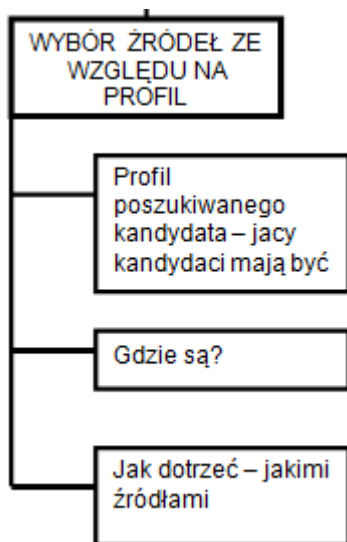 WYBÓR ŹRÓDEŁ ZE
WZGLĘDU NA
PROFIL
Profil
poszukiwanego
kandydata – jacy
kandydaci mają być
Gdzie są?
Jak dotrzeć – jakimi
źródłami